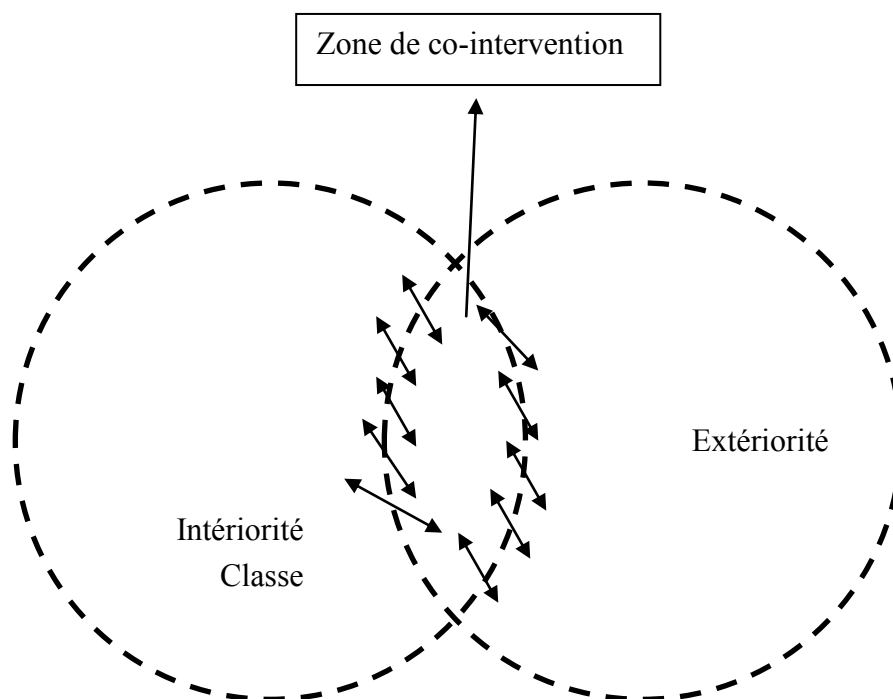 Zone de co-intervention
Extériorité
Intériorité
Classe